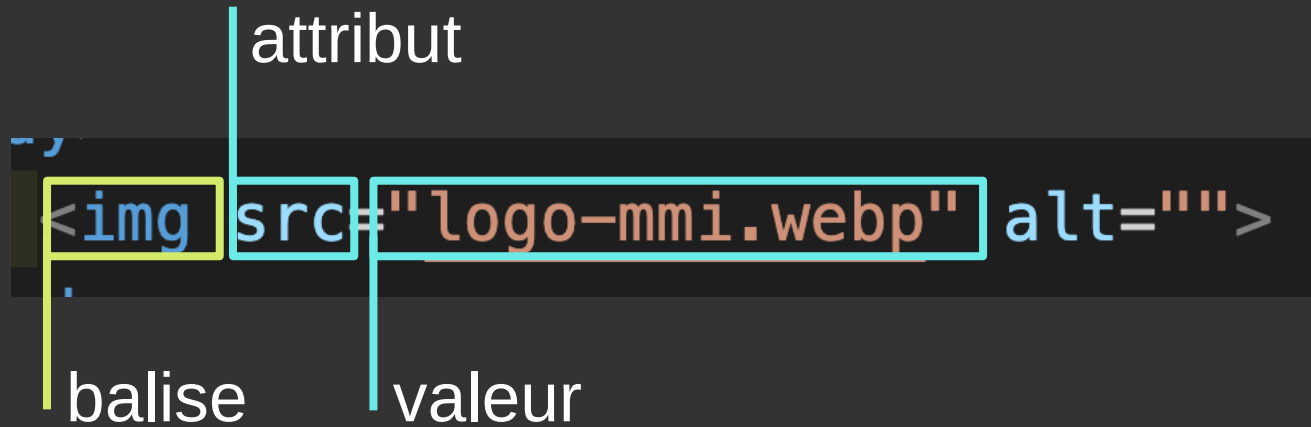 attribut
<img src="logo-mmi.webp" alt="">
balise
valeur